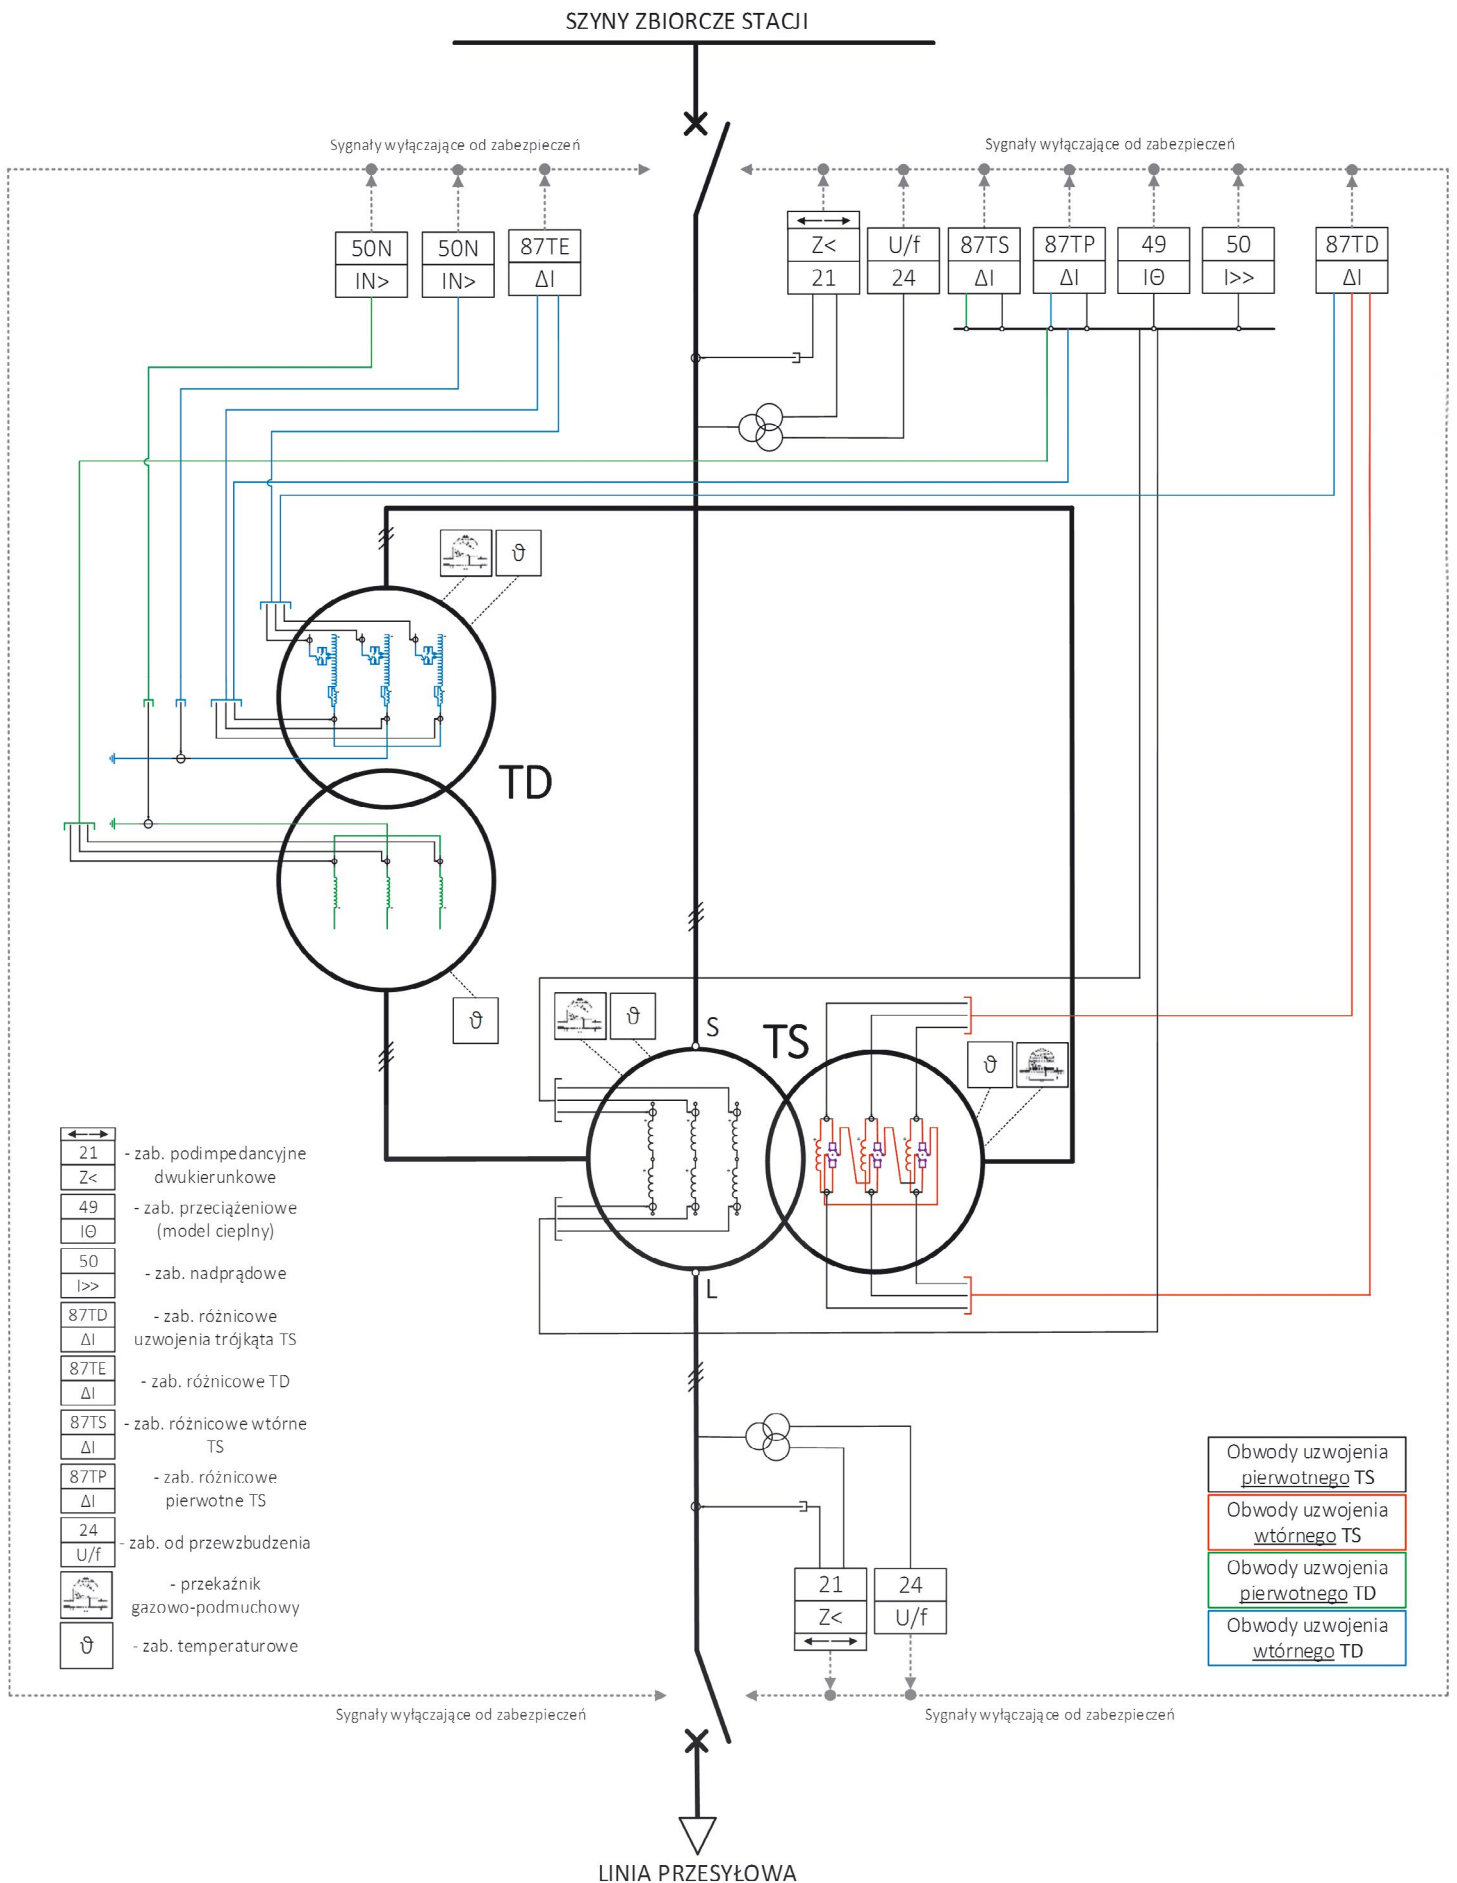 SZYNY ZBIORCZE STACJI
Sygnały wyłączające od zabezpieczeń
Sygnały wyłączające od zabezpieczeń
50N
IN>
50N
IN>
87TE
ΔI
Z<
21
U/f
24
87TS
ΔI
87TP
ΔI
49
IΘ
50
I>>
87TD
ΔI
ϑ
TD
ϑ
ϑ
S
TS
ϑ
L
21
Z<
- zab. podimpedancyjne
dwukierunkowe
49
IΘ
- zab. przeciążeniowe
(model cieplny)
50
I>>
- zab. nadprądowe
87TD
ΔI
- zab. różnicowe
uzwojenia trójkąta TS
87TE
ΔI
- zab. różnicowe TD
87TS
ΔI
- zab. różnicowe wtórne
TS
87TP
ΔI
- zab. różnicowe
pierwotne TS
24
U/f
- zab. od przewzbudzenia
- przekaźnik
gazowo-podmuchowy
ϑ
- zab. temperaturowe
Obwody uzwojenia
pierwotnego TS
Obwody uzwojenia
wtórnego TS
Obwody uzwojenia
pierwotnego TD
Obwody uzwojenia
wtórnego TD
21
Z<
24
U/f
Sygnały wyłączające od zabezpieczeń
Sygnały wyłączające od zabezpieczeń
LINIA PRZESYŁOWA